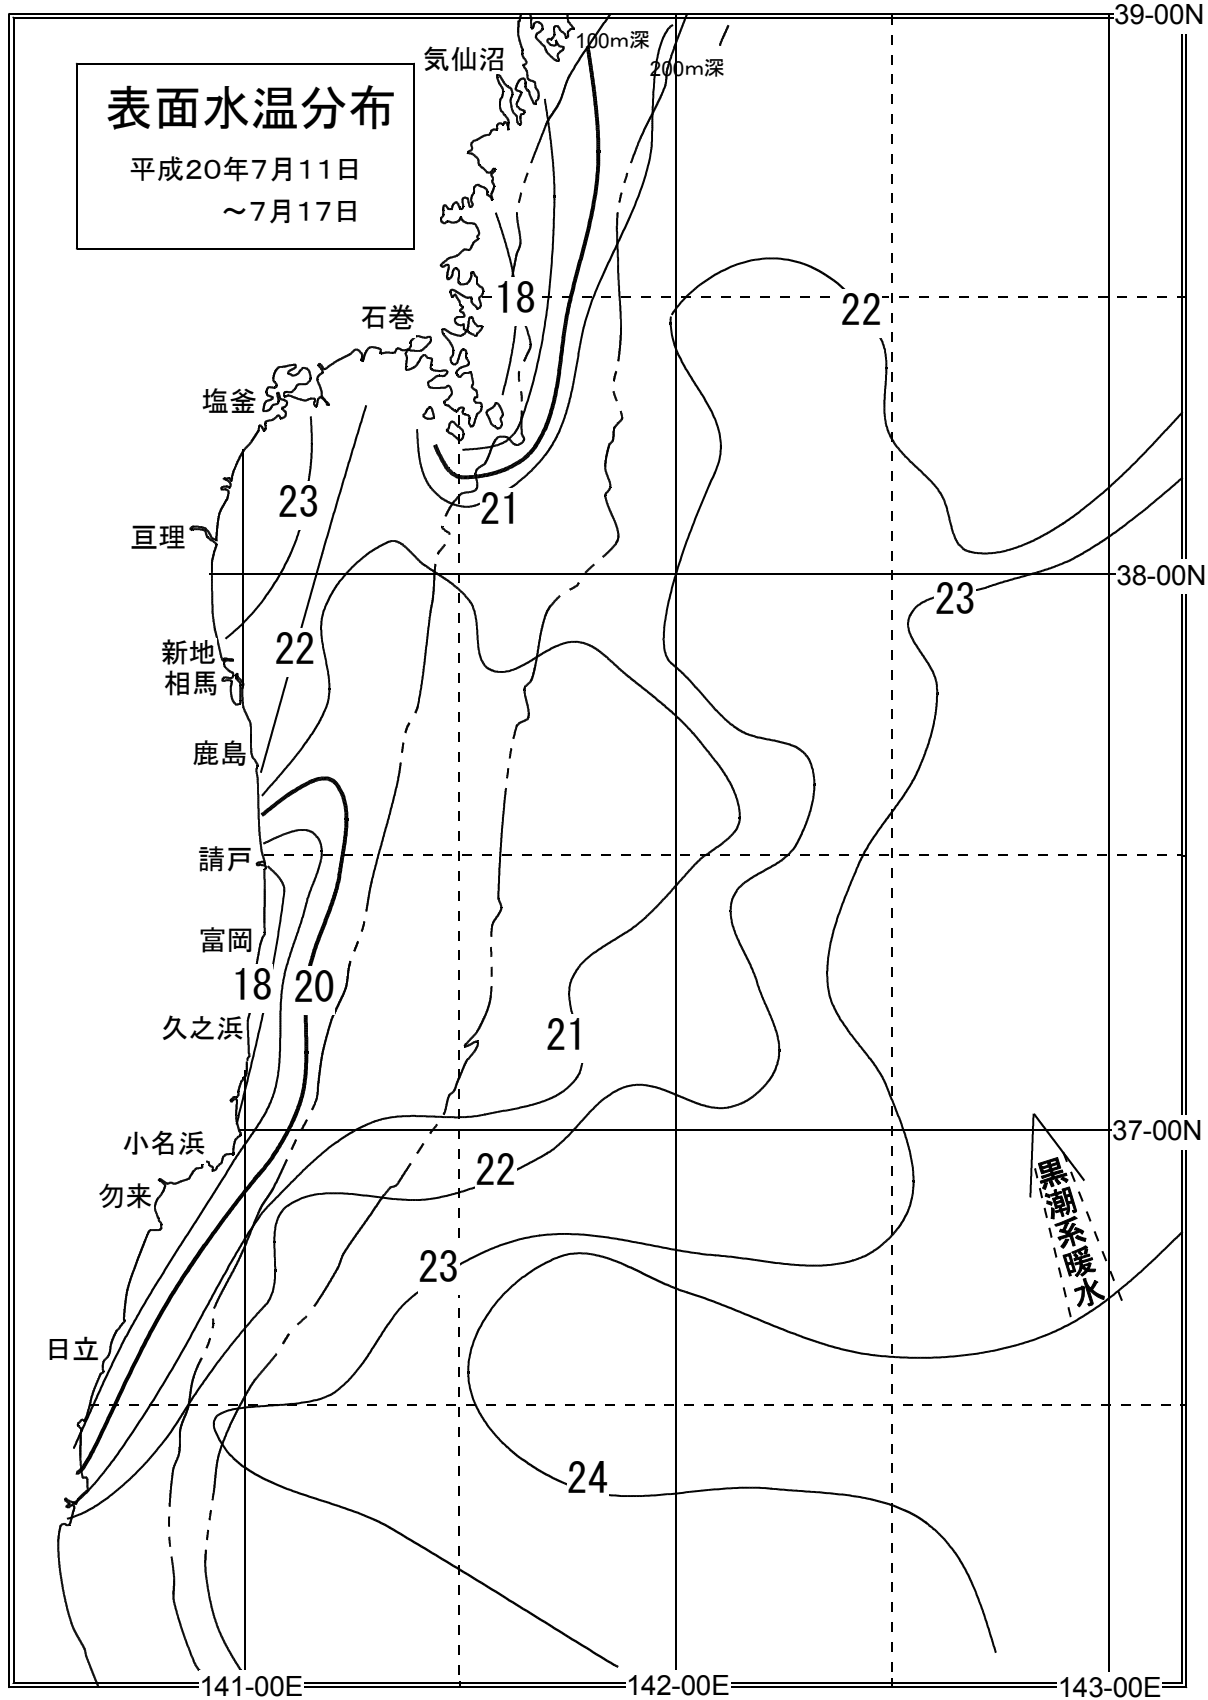 39-00N
100m深
気仙沼
200m深
表面水温分布
平成20年7月11日
~7月17日
18
22
石巻
塩釜
23
21
亘理
38-00N
23
新地
22
相馬
鹿島
請戸
富岡
18
20
久之浜
21
37-00N
小名浜
22
勿来
黒潮系暖水
23
日立
24
141-00E
142-00E
143-00E